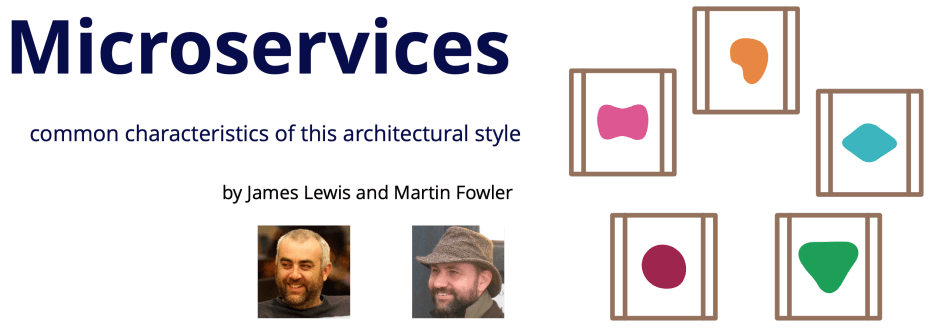 Microservices
common characteristics of this architectural style
by James Lewis and Martin Fowler